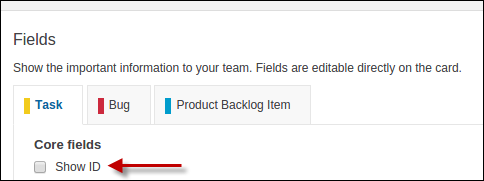 Fields
Show the important information to your team. Fields are editable directly on the card.
Task Bug Product Backlog Item
Core fields
Show ID